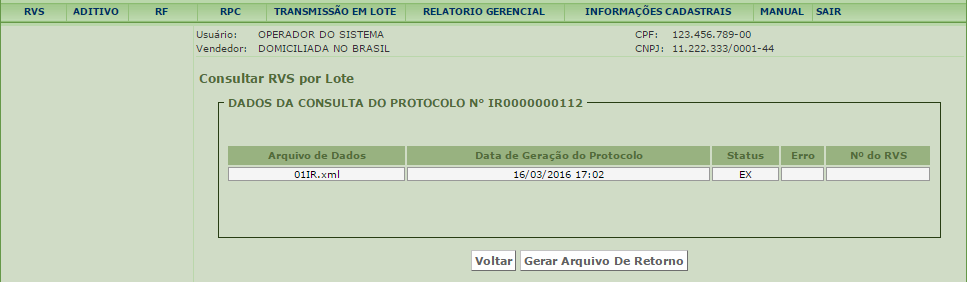 RVS ADITIVO RF RPC TRANSMISSÃO EM LOTE RELATORIO GERENCIAL INFORMAÇÕES CADASTRAIS MANUAL SAIR
Usuário: OPERADOR DO SISTEMA CPF: 123.456.789-00
Vendedor: DOMICILIADA NO BRASIL CNPJ: 11.222.333/0001-44
Consultar RVS por Lote
DADOS DA CONSULTA DO PROTOCOLO N° IR0000000112
Arquivo de Dados Data de Geração do Protocolo Status Erro Nº do RVS
01IR.xml 16/03/2016 17:02 EX
Voltar Gerar Arquivo De Retorno